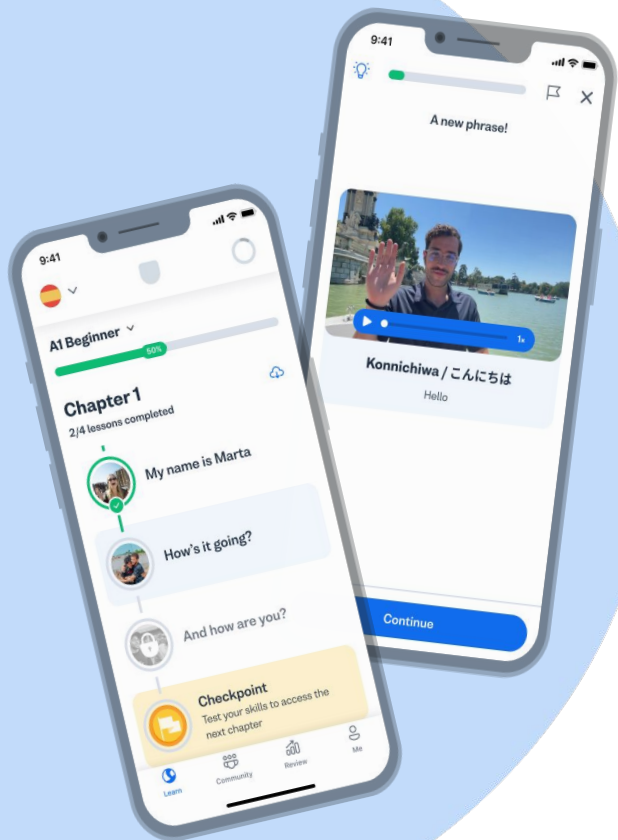 9:41
A1 Beginner
50%
Chapter 1
2/4 lessons completed
My name is Marta
How's it going?
And how are you?
Checkpoint
Test your skills to access the
next chapter
Learn
Community
Review
Me
9:41
A new phrase!
1x
Konnichiwa / こんにちは
Hello
Continue